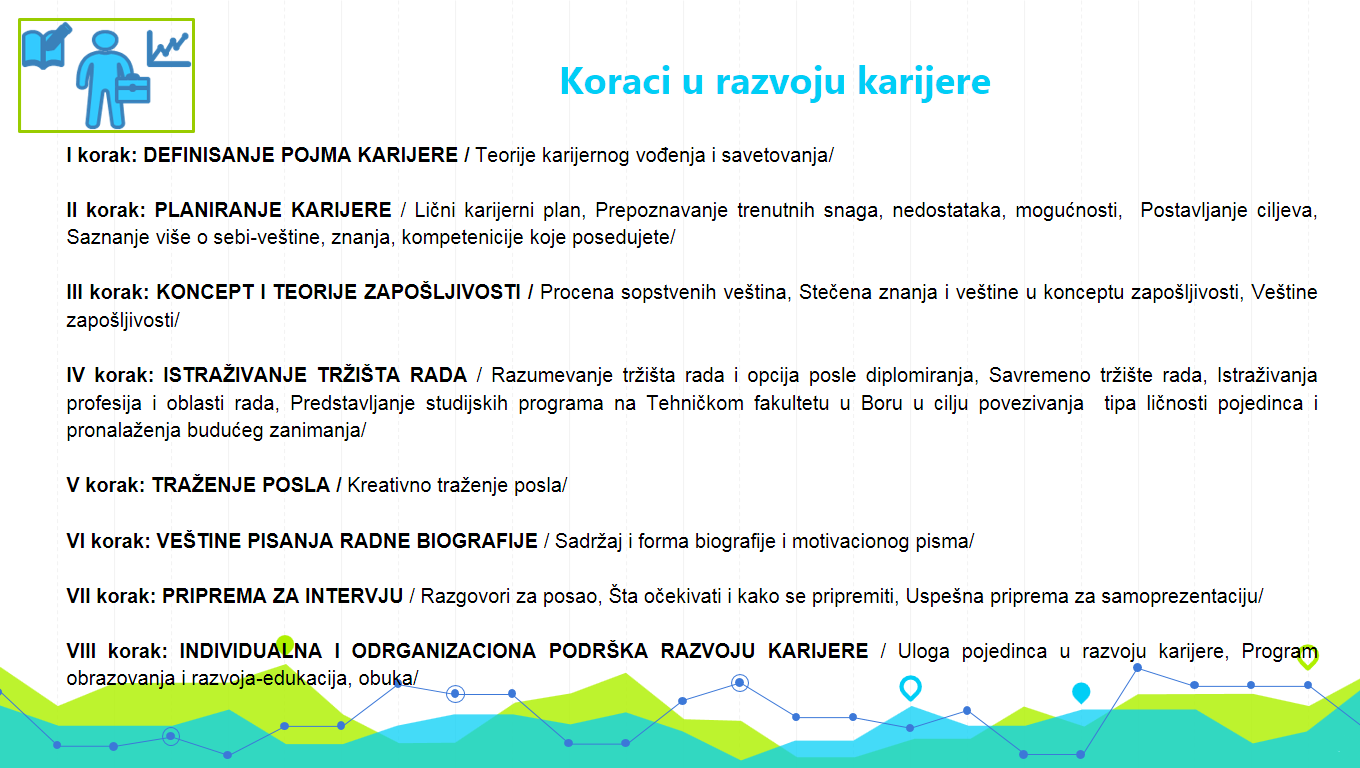 Koraci u razvoju karijere
I korak: DEFINISANJE POJMA KARIJERE / Teorije karijernog vođenja i savetovanja/
II korak: PLANIRANJE KARIJERE / Lični karijerni plan, Prepoznavanje trenutnih snaga, nedostataka, mogućnosti, Postavljanje ciljeva,
Saznanje više o sebi-veštine, znanja, kompetenicije koje posedujete/
III korak: KONCEPT I TEORIJE ZAPOŠLJIVOSTI / Procena sopstvenih veština, Stečena znanja i veštine u konceptu zapošljivosti, Veštine
zapošljivosti/
IV korak: ISTRAŽIVANJE TRŽIŠTA RADA / Razumevanje tržišta rada i opcija posle diplomiranja, Savremeno tržište rada, Istraživanja
profesija i oblasti rada, Predstavljanje studijskih programa na Tehničkom fakultetu u Boru u cilju povezivanja tipa ličnosti pojedinca i
pronalaženja budućeg zanimanja/
V korak: TRAŽENJE POSLA / Kreativno traženje posla/
VI korak: VEŠTINE PISANJA RADNE BIOGRAFIJE / Sadržaj i forma biografije i motivacionog pisma/
VII korak: PRIPREMA ZA INTERVJU / Razgovori za posao, Šta očekivati i kako se pripremiti, Uspešna priprema za samoprezentaciju/
VIII korak: INDIVIDUALNA I ODRGANIZACIONA PODRŠKA RAZVOJU KARIJERE / Uloga pojedinca u razvoju karijere, Program
obrazovanja i razvoja-edukacija, obuka/